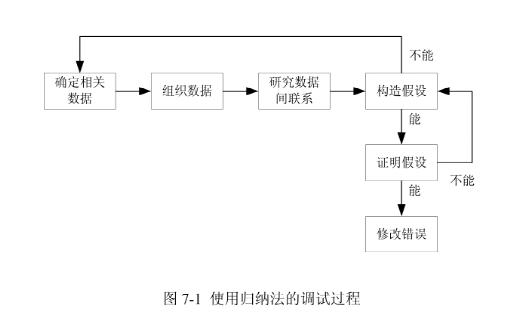 不能
确定相关
数据
组织数据
研究数据
间联系
构造假设
能
证明假设
不能
能
修改错误
图 7-1 使用归纳法的调试过程